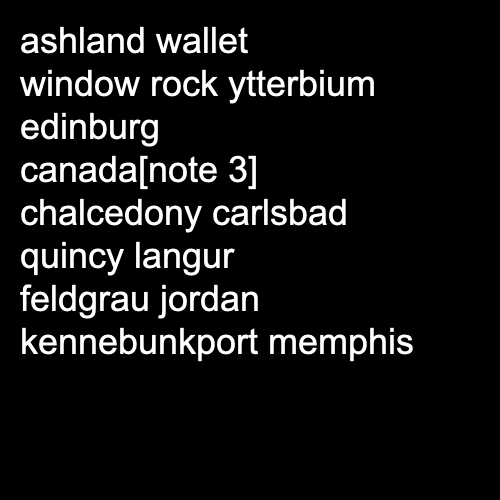 ashland wallet
window rock ytterbium
edinburg
canada[note 3]
chalcedony carlsbad
quincy langur
feldgrau jordan
kennebunkport memphis